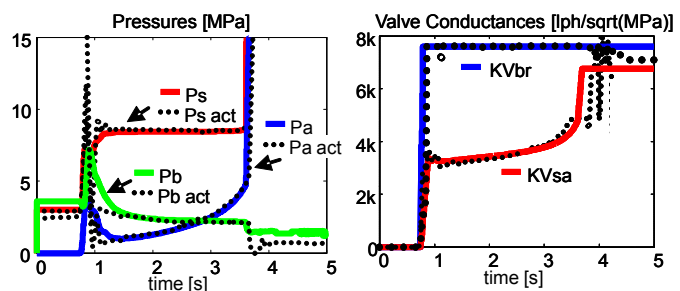 Pressures [MPa]
15
10
5
0
Ps
Ps act
Pa
Pa act
Pb
Pb act
0 1 2 3 4 5
time [s]
Valve Conductances [lph/sqrt(MPa)]
8k
6k
4k
2k
0
KVbr
KVsa
0 1 2 3 4 5
time [s]